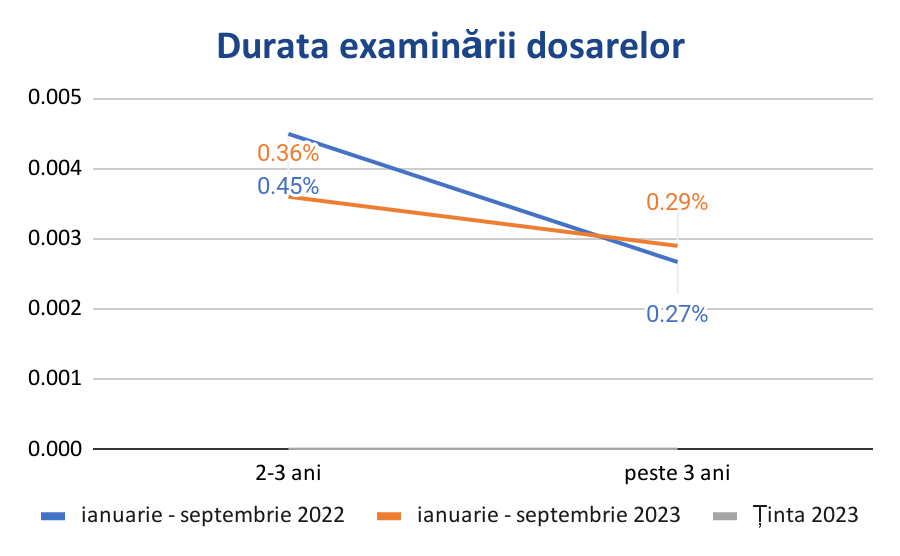 Durata examinării dosarelor
0.005
0.36%
0.004
0.45%
0.29%
0.003
0.002
0.27%
0.001
0.000
2-3 ani
peste 3 ani
ianuarie - septembrie 2022
ianuarie - septembrie 2023
Ținta 2023